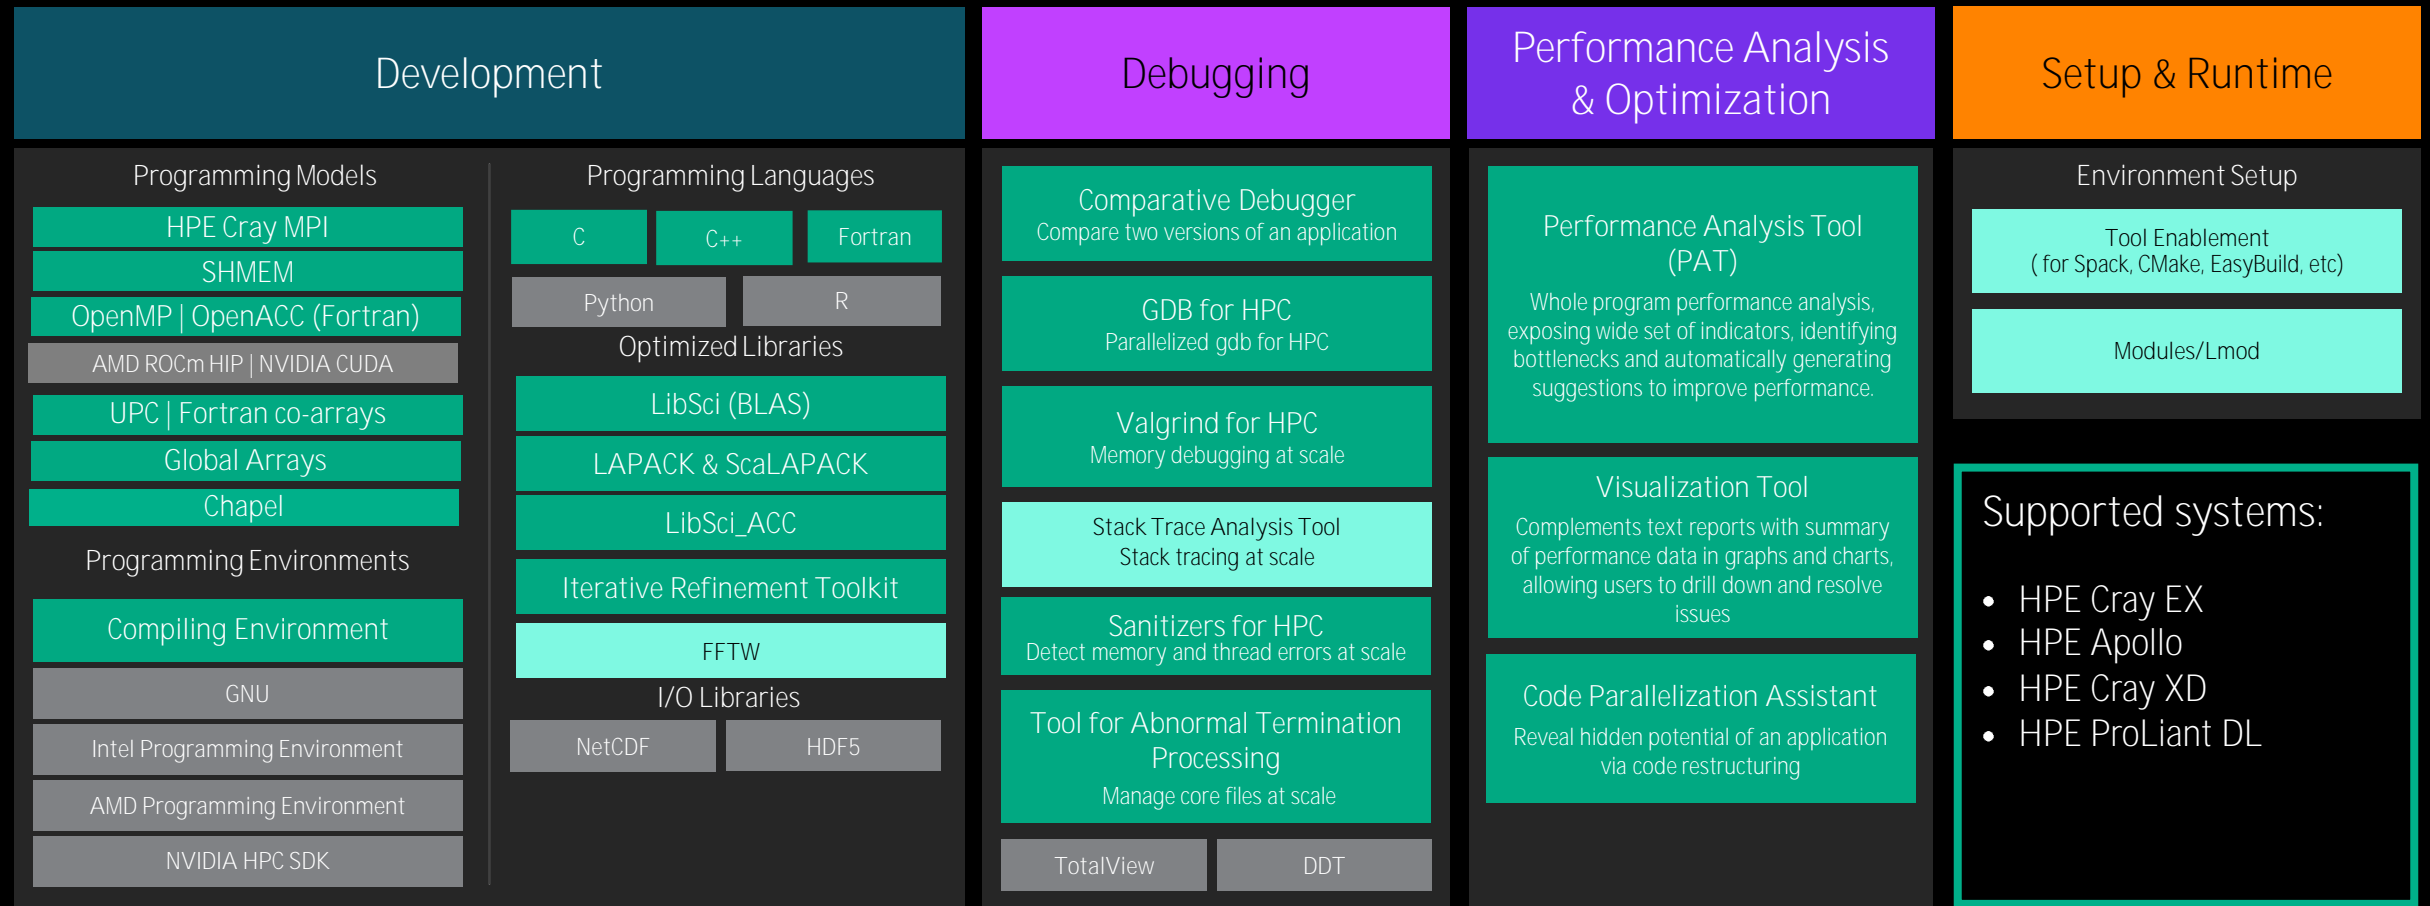 Development
Programming Models
HPE Cray MPI
SHMEM
OpenMP | OpenACC (Fortran)
AMD ROCm HIP | NVIDIA CUDA
UPC | Fortran co-arrays
Global Arrays
Chapel
Programming Environments
Compiling Environment
GNU
Intel Programming Environment
AMD Programming Environment
NVIDIA HPC SDK
Programming Languages
C
C++
Fortran
Python
R
Optimized Libraries
LibSci (BLAS)
LAPACK & ScaLAPACK
LibSci_ACC
Iterative Refinement Toolkit
FFTW
I/O Libraries
NetCDF
HDF5
Debugging
Comparative Debugger
Compare two versions of an application
GDB for HPC
Parallelized gdb for HPC
Valgrind for HPC
Memory debugging at scale
Stack Trace Analysis Tool
Stack tracing at scale
Sanitizers for HPC
Detect memory and thread errors at scale
Tool for Abnormal Termination
Processing
Manage core files at scale
TotalView
DDT
Performance Analysis
& Optimization
Performance Analysis Tool
(PAT)
Whole program performance analysis,
exposing wide set of indicators, identifying
bottlenecks and automatically generating
suggestions to improve performance.
Visualization Tool
Complements text reports with summary
of performance data in graphs and charts,
allowing users to drill down and resolve
issues
Code Parallelization Assistant
Reveal hidden potential of an application
via code restructuring
Setup & Runtime
Environment Setup
Tool Enablement
( for Spack, CMake, EasyBuild, etc)
Modules/Lmod
Supported systems:
• HPE Cray EX
• HPE Apollo
• HPE Cray XD
• HPE ProLiant DL